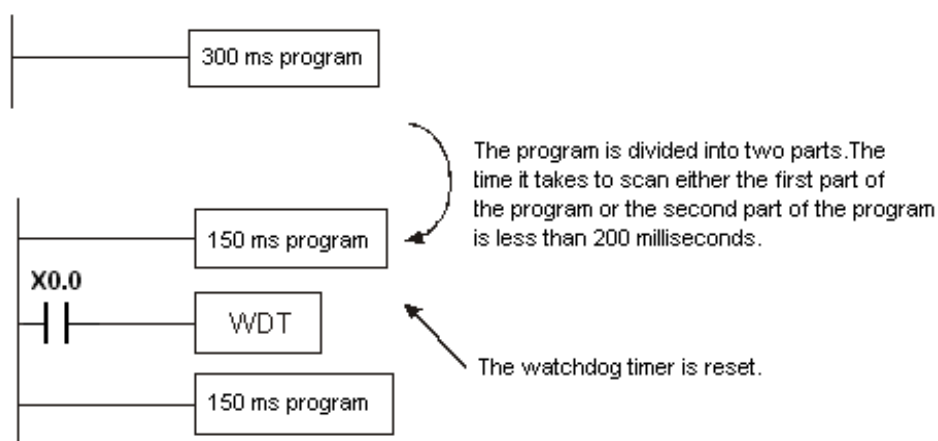 300 ms program
The program is divided into two parts.The
time it takes to scan either the first part of
the program or the second part of the program
is less than 200 milliseconds.
150 ms program
X0.0
WDT
The watchdog timer is reset.
150 ms program